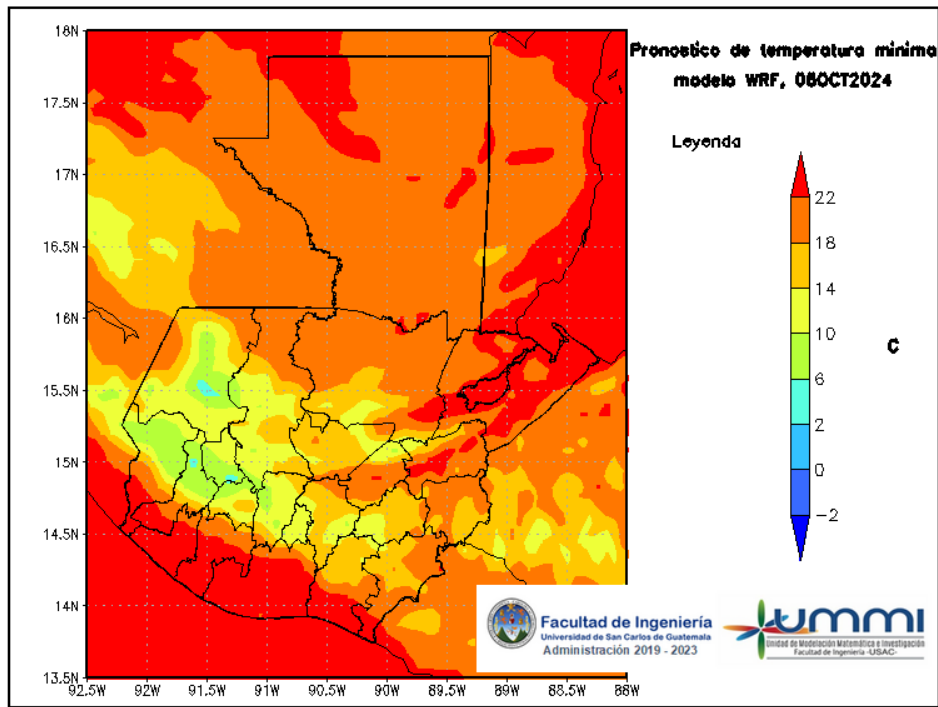 Pronostico de temperatura minima
modelo WRF, 08OCT2024
Leyenda
22
18
14
10
6
2
0
-2
C
18N
17.5N
17N
16.5N
16N
15.5N
15N
14.5N
14N
13.5N
92.5W
92W
91.5W
91W
90.5W
90W
89.5W
89W
88.5W
88W
Facultad de Ingeniería
Universidad de San Carlos de Guatemala
Administración 2019 - 2023
ummi
Unidad de Modelación Matemática e Investigación
Facultad de Ingeniería -USAC-